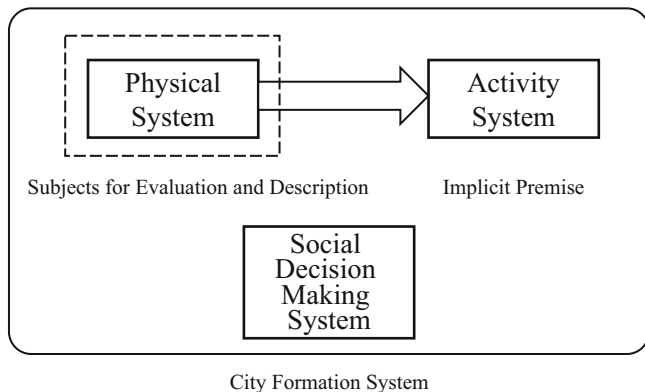 Physical
System
Activity
System
Subjects for Evaluation and Description
Implicit Premise
Social
Decision
Making
System
City Formation System